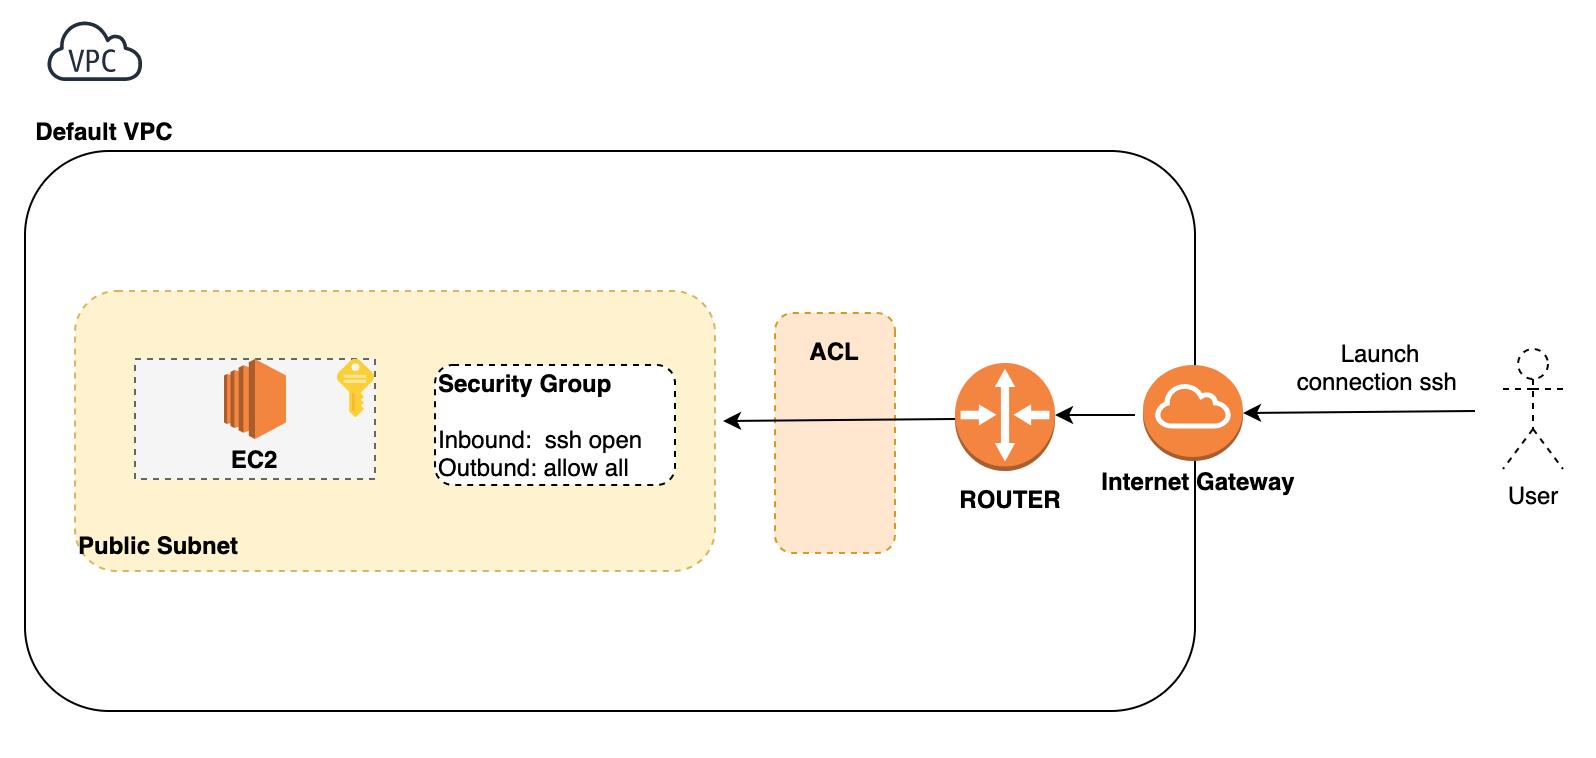 VPC
Default VPC
ACL
Launch
connection ssh
Security Group
Inbound:  ssh open
Outbund: allow all
EC2
ROUTER
Internet Gateway
User
Public Subnet